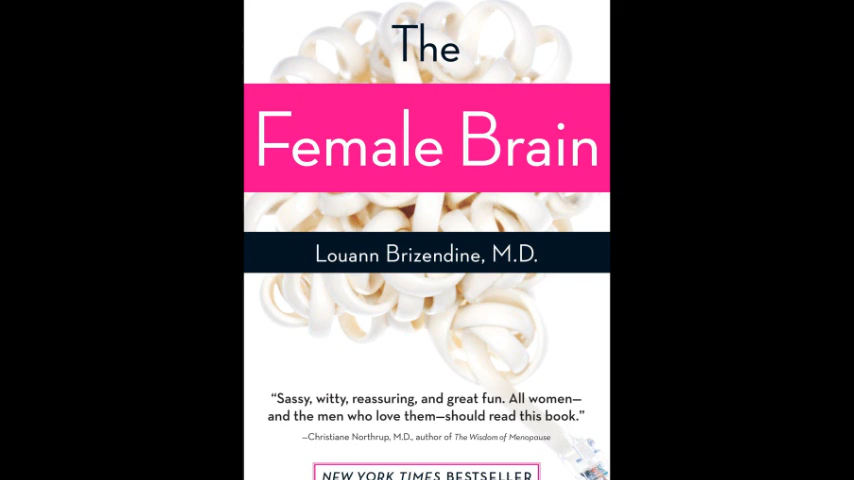 The
Female Brain
Louann Brizendine, M.D.
“Sassy, witty, reassuring, and great fun. All women—
and the men who love them—should read this book.”
—Christiane Northrup, M.D., author of The Wisdom of Menopause
NEW YORK TIMES BESTSELLER